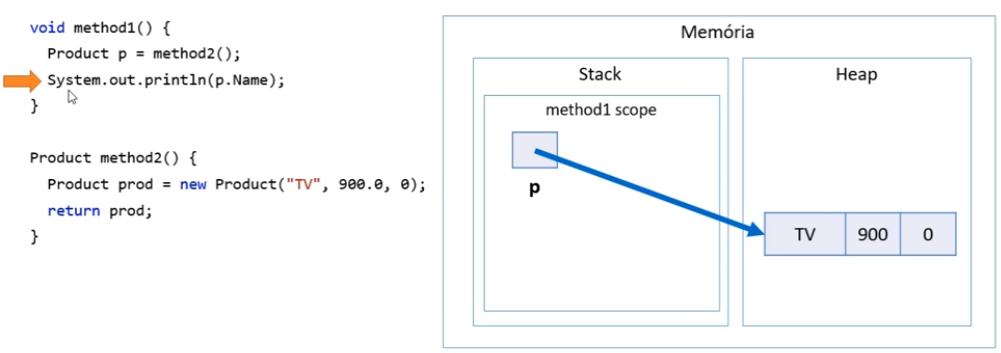 void method1() {
Product p = method2();
System.out.println(p.Name);
}
Product method2() {
Product prod = new Product("TV", 900.0, 0);
return prod;
}
Memória
Stack
method1 scope
p
Heap
TV 900 0